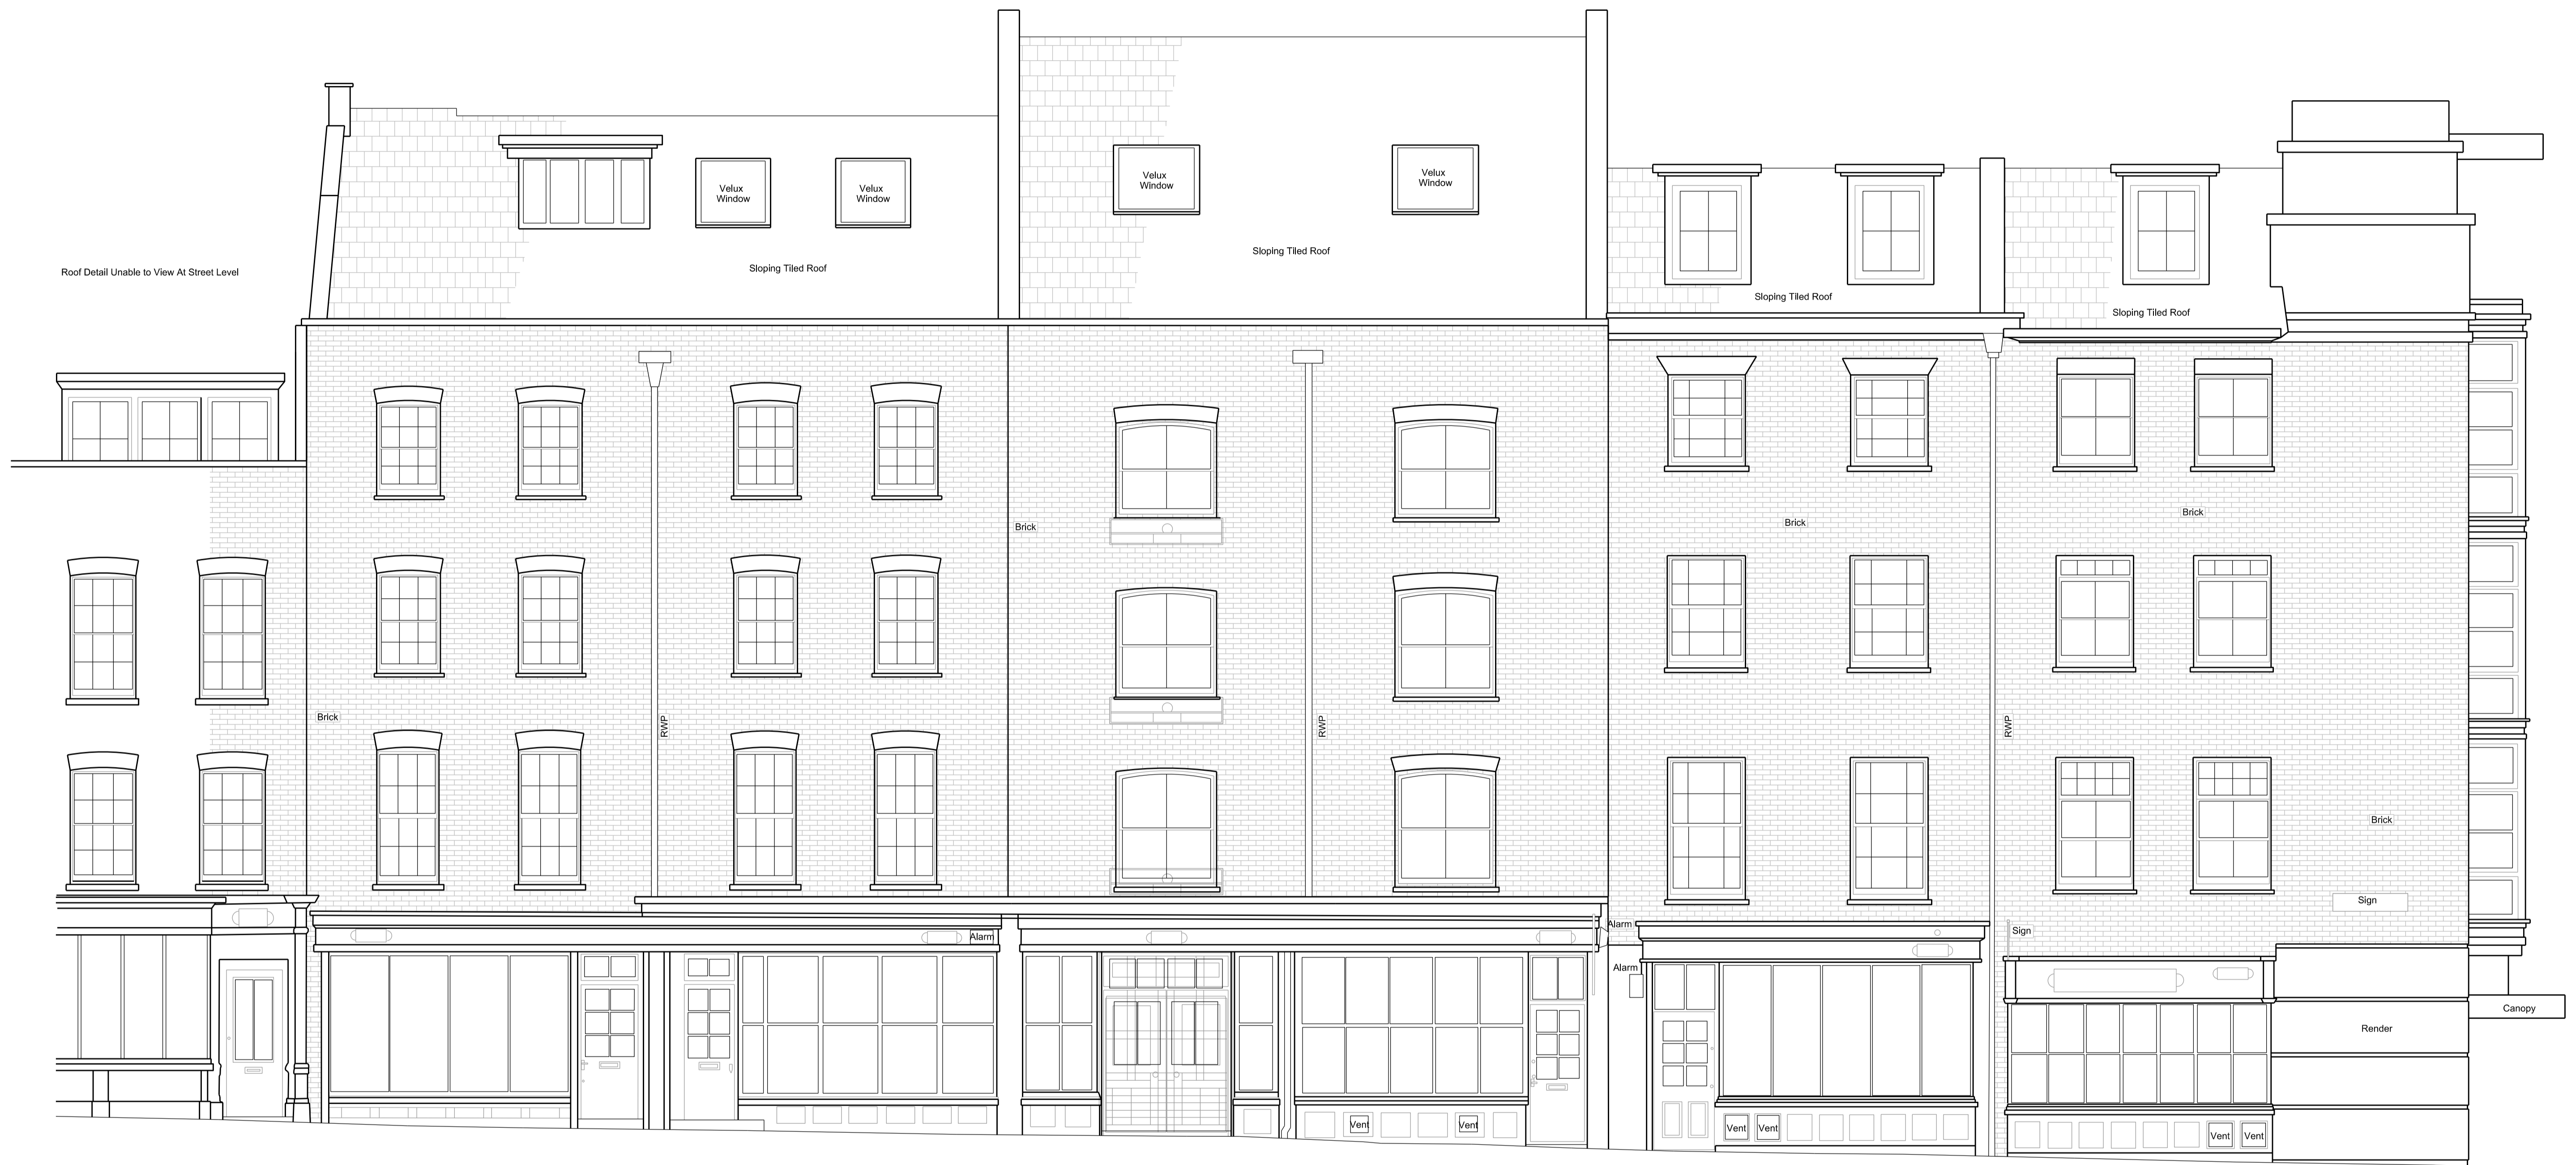 Velux
Window
Velux
Window
Velux
Window
Velux
Window
Roof Detail Unable to View At Street Level
Sloping Tiled Roof
Sloping Tiled Roof
Sloping Tiled Roof
Sloping Tiled Roof
Brick
Brick
Brick
Brick
RWP
RWP
RWP
Brick
Sign
Sign
Alarm
Alarm
Alarm
Canopy
Render
Vent
Vent
Vent
Vent
Vent
Vent